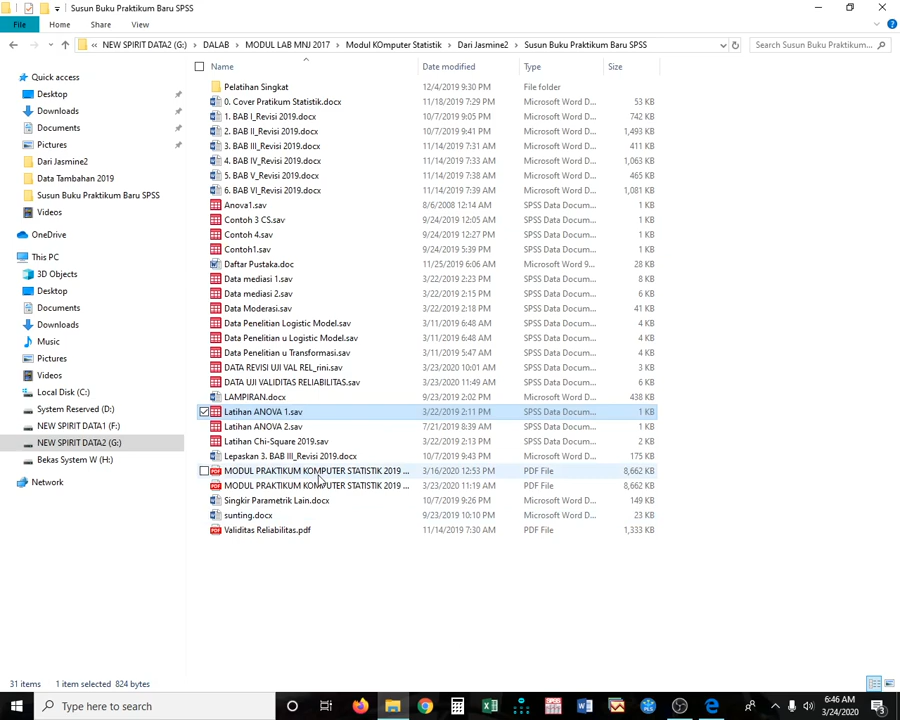 Susun Buku Praktikum Baru SPSS
File Home Share View
« NEW SPIRIT DATA2 (G:) › DALAB › MODUL LAB MNJ 2017 › Modul KOmputer Statistik › Dari Jasmine2 › Susun Buku Praktikum Baru SPSS
Search Susun Buku Praktikum...
Quick access
Desktop
Downloads
Documents
Pictures
Dari Jasmine2
Data Tambahan 2019
Susun Buku Praktikum Baru SPSS
Videos
OneDrive
This PC
3D Objects
Desktop
Documents
Downloads
Music
Pictures
Videos
Local Disk (C:)
System Reserved (D:)
NEW SPIRIT DATA1 (F:)
NEW SPIRIT DATA2 (G:)
Bekas System W (H:)
Network
Name Date modified Type Size
Pelatihan Singkat 12/4/2019 9:30 PM File folder
0. Cover Pratikum Statistik.docx 11/18/2019 7:29 PM Microsoft Word D... 53 KB
1. BAB I_Revisi 2019.docx 10/7/2019 9:05 PM Microsoft Word D... 742 KB
2. BAB II_Revisi 2019.docx 10/7/2019 9:41 PM Microsoft Word D... 1,493 KB
3. BAB III_Revisi 2019.docx 11/14/2019 7:31 AM Microsoft Word D... 411 KB
4. BAB IV_Revisi 2019.docx 11/14/2019 7:33 AM Microsoft Word D... 1,063 KB
5. BAB V_Revisi 2019.docx 11/14/2019 7:38 AM Microsoft Word D... 465 KB
6. BAB VI_Revisi 2019.docx 11/14/2019 7:39 AM Microsoft Word D... 1,081 KB
Anova1.sav 8/6/2008 12:14 AM SPSS Data Docum... 1 KB
Contoh 3 CS.sav 9/24/2019 12:05 AM SPSS Data Docum... 1 KB
Contoh 4.sav 9/24/2019 12:27 PM SPSS Data Docum... 1 KB
Contoh1.sav 9/24/2019 5:39 PM SPSS Data Docum... 1 KB
Daftar Pustaka.doc 11/25/2019 6:06 AM Microsoft Word 9... 28 KB
Data mediasi 1.sav 3/22/2019 2:23 PM SPSS Data Docum... 8 KB
Data mediasi 2.sav 3/22/2019 2:15 PM SPSS Data Docum... 6 KB
Data Moderasi.sav 3/22/2019 2:18 PM SPSS Data Docum... 41 KB
Data Penelitian Logistic Model.sav 3/11/2019 6:48 AM SPSS Data Docum... 4 KB
Data Penelitian u Logistic Model.sav 3/11/2019 6:48 AM SPSS Data Docum... 4 KB
Data Penelitian u Transformasi.sav 3/11/2019 5:47 AM SPSS Data Docum... 4 KB
DATA REVISI UJI VAL REL_rini.sav 3/23/2020 10:01 AM SPSS Data Docum... 3 KB
DATA UJI VALIDITAS RELIABILITAS.sav 3/23/2020 11:49 AM SPSS Data Docum... 6 KB
LAMPIRAN.docx 9/23/2019 2:02 PM Microsoft Word D... 438 KB
Latihan ANOVA 1.sav 3/22/2019 2:11 PM SPSS Data Docum... 1 KB
Latihan ANOVA 2.sav 7/21/2019 8:39 AM SPSS Data Docum... 1 KB
Latihan Chi-Square 2019.sav 3/22/2019 2:13 PM SPSS Data Docum... 2 KB
Lepaskan 3. BAB III_Revisi 2019.docx 10/7/2019 9:36 PM Microsoft Word D... 175 KB
MODUL PRAKTIKUM KOMPUTER STATISTIK 2019 ... 3/16/2020 12:53 PM PDF File 8,662 KB
MODUL PRAKTIKUM KOMPUTER STATISTIK 2019 ... 3/23/2020 11:19 AM PDF File 8,662 KB
Singkir Parametrik Lain.docx 10/7/2019 9:26 PM Microsoft Word D... 149 KB
sunting.docx 9/23/2019 10:10 PM Microsoft Word D... 23 KB
Validitas Reliabilitas.pdf 11/14/2019 7:30 AM PDF File 1,333 KB
31 items 1 item selected 824 bytes
Type here to search
6:46 AM
3/24/2020
3